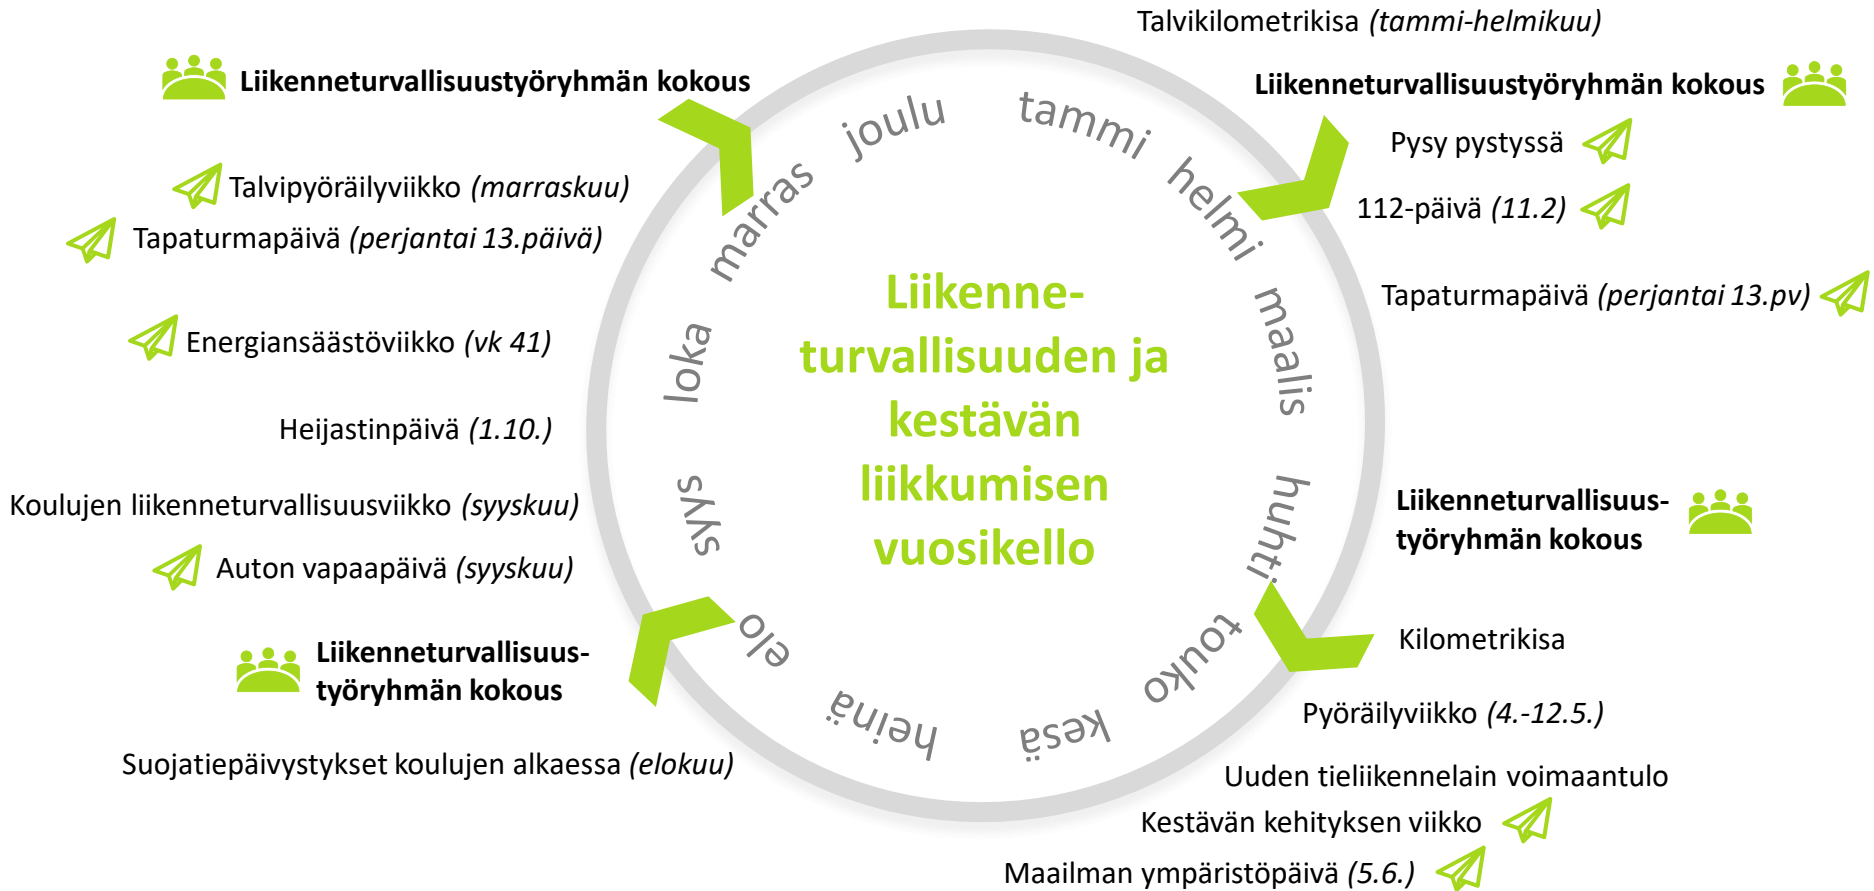 Talvikilometrikisa (tammi-helmikuu)
Liikenneturvallisuustyöryhmän kokous
Pysy pystyssä
112-päivä (11.2)
Tapaturmapäivä (perjantai 13.pv)
Liikenneturvallisuus-
työryhmän kokous
Kilometrikisa
Pyöräilyviikko (4.-12.5.)
Uuden tieliikennelain voimaantulo
Kestävän kehityksen viikko
Maailman ympäristöpäivä (5.6.)
Liikenneturvallisuustyöryhmän kokous
Talvipyöräilyviikko (marraskuu)
Tapaturmapäivä (perjantai 13.päivä)
Energiansäästöviikko (vk 41)
Heijastinpäivä (1.10.)
Koulujen liikenneturvallisuusviikko (syyskuu)
Auton vapaapäivä (syyskuu)
Liikenneturvallisuus-
työryhmän kokous
Suojatiepäivystykset koulujen alkaessa (elokuu)
tammi
helmi
maalis
huhti
touko
kesä
heinä
elo
syys
loka
marras
joulu
Liikenne-
turvallisuuden ja
kestävän
liikkumisen
vuosikello